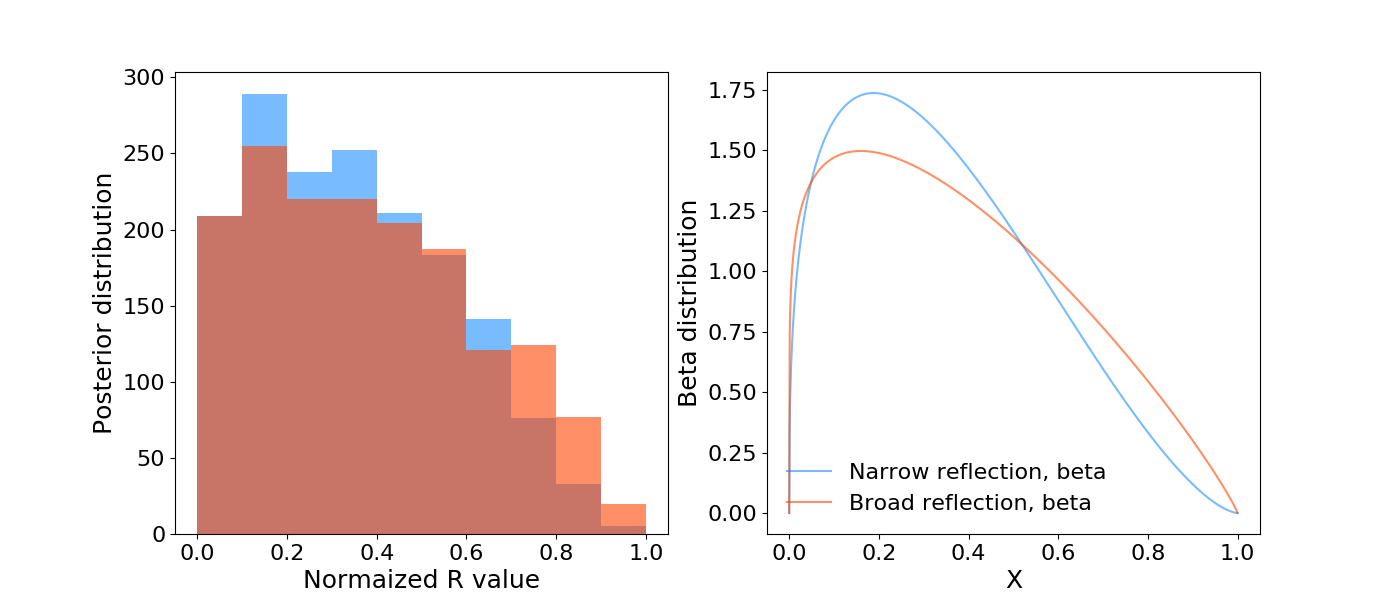 300
250
200
150
100
50
0
0.0 0.2 0.4 0.6 0.8 1.0
Posterior distribution
Normaized R value
1.75
1.50
1.25
1.00
0.75
0.50
0.25
0.00
0.0 0.2 0.4 0.6 0.8 1.0
Beta distribution
X
Narrow reflection, beta
Broad reflection, beta